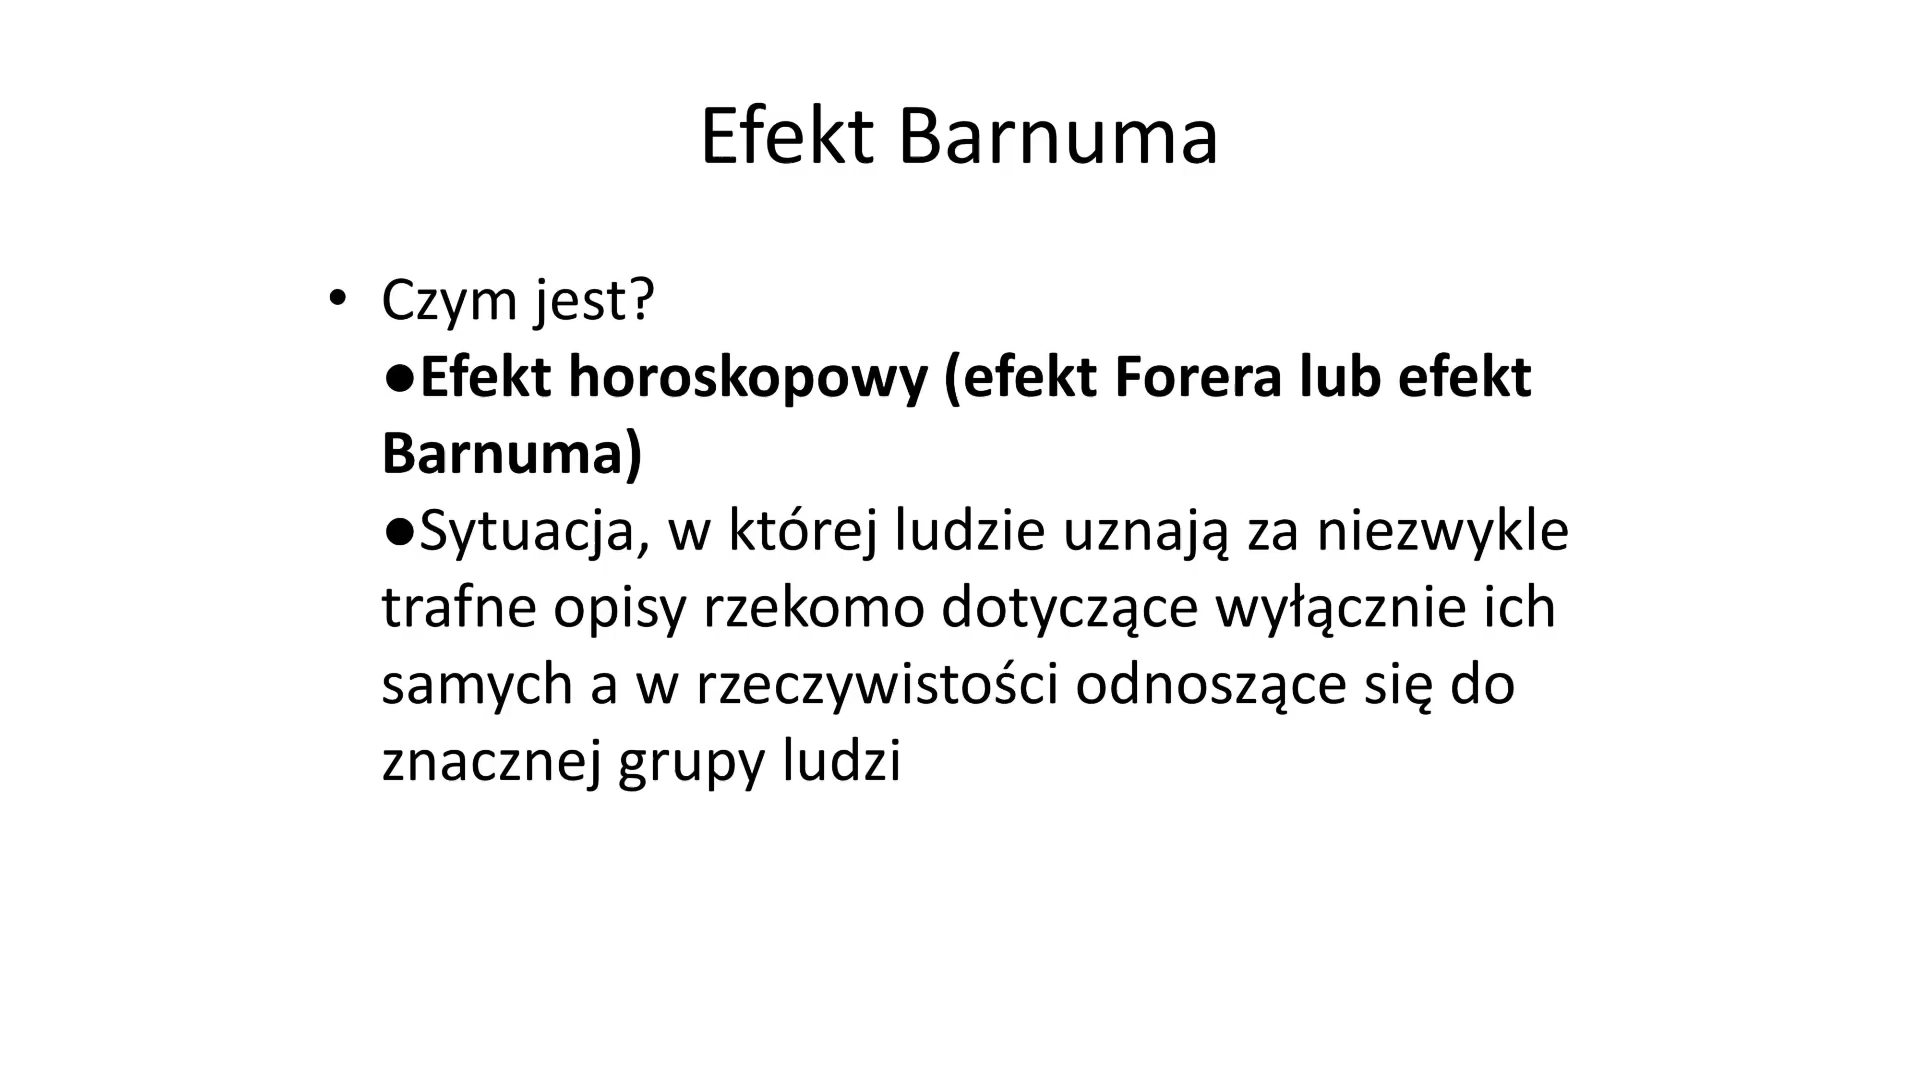 Efekt Barnuma
• Czym jest?
●Efekt horoskopowy (efekt Forera lub efekt
Barnuma)
●Sytuacja, w której ludzie uznają za niezwykle
trafne opisy rzekomo dotyczące wyłącznie ich
samych a w rzeczywistości odnoszące się do
znacznej grupy ludzi